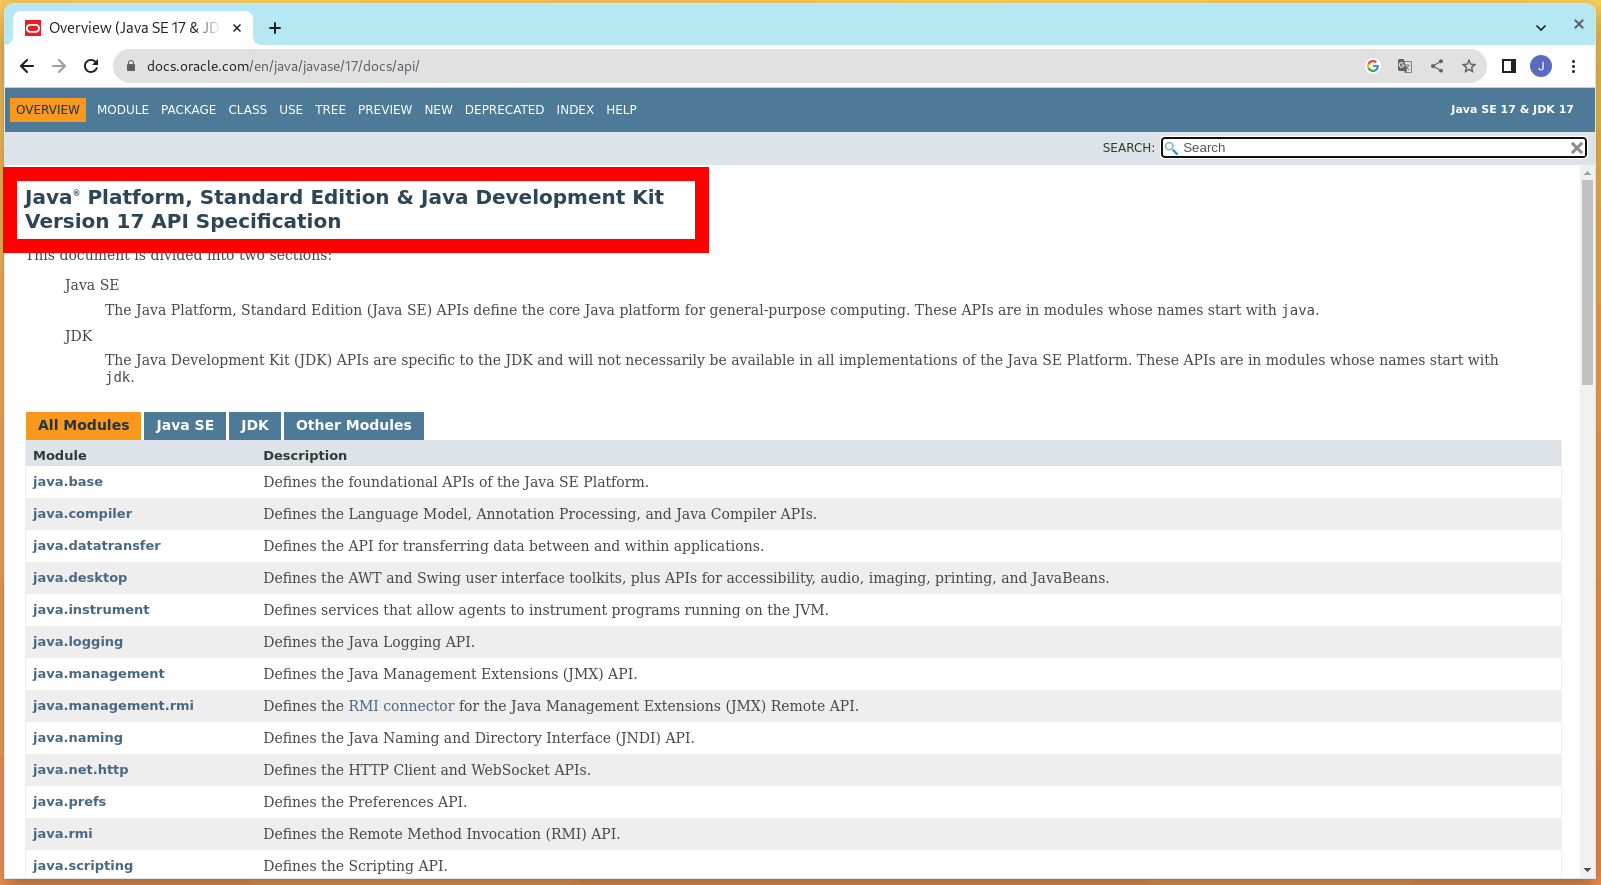 Overview (Java SE 17 & JD
docs.oracle.com/en/java/javase/17/docs/api/
J
OVERVIEW MODULE PACKAGE CLASS USE TREE PREVIEW NEW DEPRECATED INDEX HELP
Java SE 17 & JDK 17
SEARCH: Search
Java® Platform, Standard Edition & Java Development Kit
Version 17 API Specification
This document is divided into two sections:
Java SE
The Java Platform, Standard Edition (Java SE) APIs define the core Java platform for general-purpose computing. These APIs are in modules whose names start with java.
JDK
The Java Development Kit (JDK) APIs are specific to the JDK and will not necessarily be available in all implementations of the Java SE Platform. These APIs are in modules whose names start with
jdk.
All Modules Java SE JDK Other Modules
Module Description
java.base Defines the foundational APIs of the Java SE Platform.
java.compiler Defines the Language Model, Annotation Processing, and Java Compiler APIs.
java.datatransfer Defines the API for transferring data between and within applications.
java.desktop Defines the AWT and Swing user interface toolkits, plus APIs for accessibility, audio, imaging, printing, and JavaBeans.
java.instrument Defines services that allow agents to instrument programs running on the JVM.
java.logging Defines the Java Logging API.
java.management Defines the Java Management Extensions (JMX) API.
java.management.rmi Defines the RMI connector for the Java Management Extensions (JMX) Remote API.
java.naming Defines the Java Naming and Directory Interface (JNDI) API.
java.net.http Defines the HTTP Client and WebSocket APIs.
java.prefs Defines the Preferences API.
java.rmi Defines the Remote Method Invocation (RMI) API.
java.scripting Defines the Scripting API.